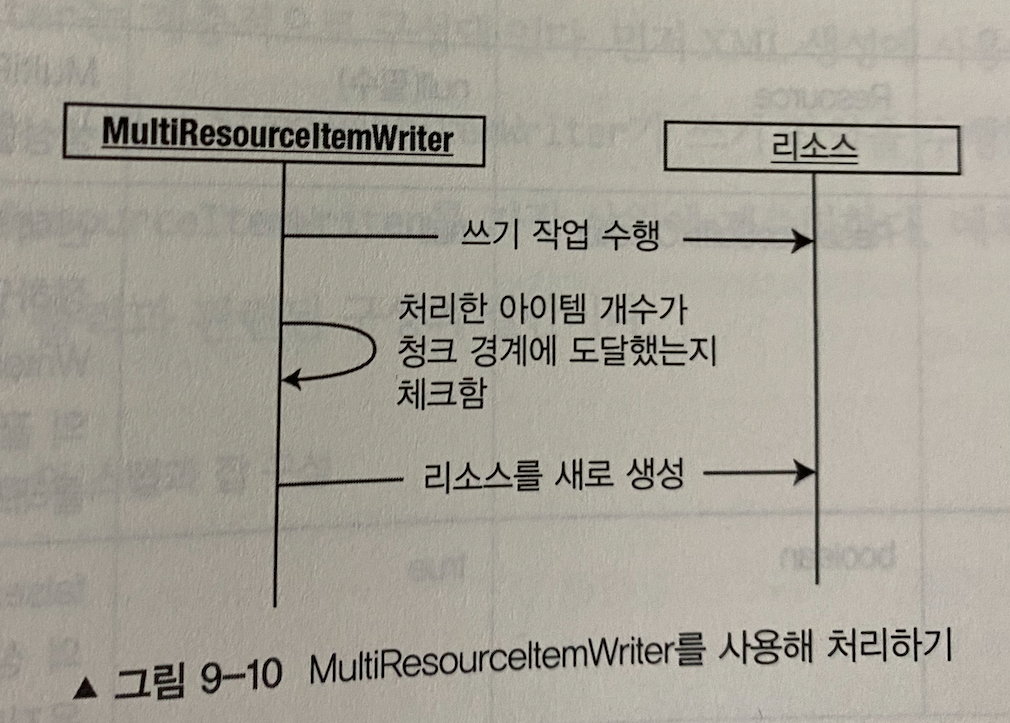 MultiResourceItemWriter
리소스
쓰기 작업 수행
처리한 아이템 개수가
청크 경계에 도달했는지
체크함
리소스를 새로 생성
▲ 그림 9-10 MultiResourceItemWriter를 사용해 처리하기